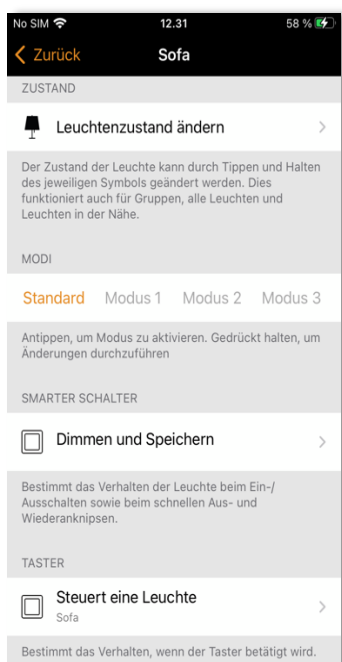 No SIM 12.31 58 %
Zurück Sofa
ZUSTAND
Leuchtenzustand ändern
Der Zustand der Leuchte kann durch Tippen und Halten
des jeweiligen Symbols geändert werden. Dies
funktioniert auch für Gruppen, alle Leuchten und
Leuchten in der Nähe.
MODI
Standard Modus 1 Modus 2 Modus 3
Antippen, um Modus zu aktivieren. Gedrückt halten, um
Änderungen durchzuführen
SMARTER SCHALTER
Dimmen und Speichern
Bestimmt das Verhalten der Leuchte beim Ein-/
Ausschalten sowie beim schnellen Aus- und
Wiederanknipsen.
TASTER
Steuert eine Leuchte
Sofa
Bestimmt das Verhalten, wenn der Taster betätigt wird.